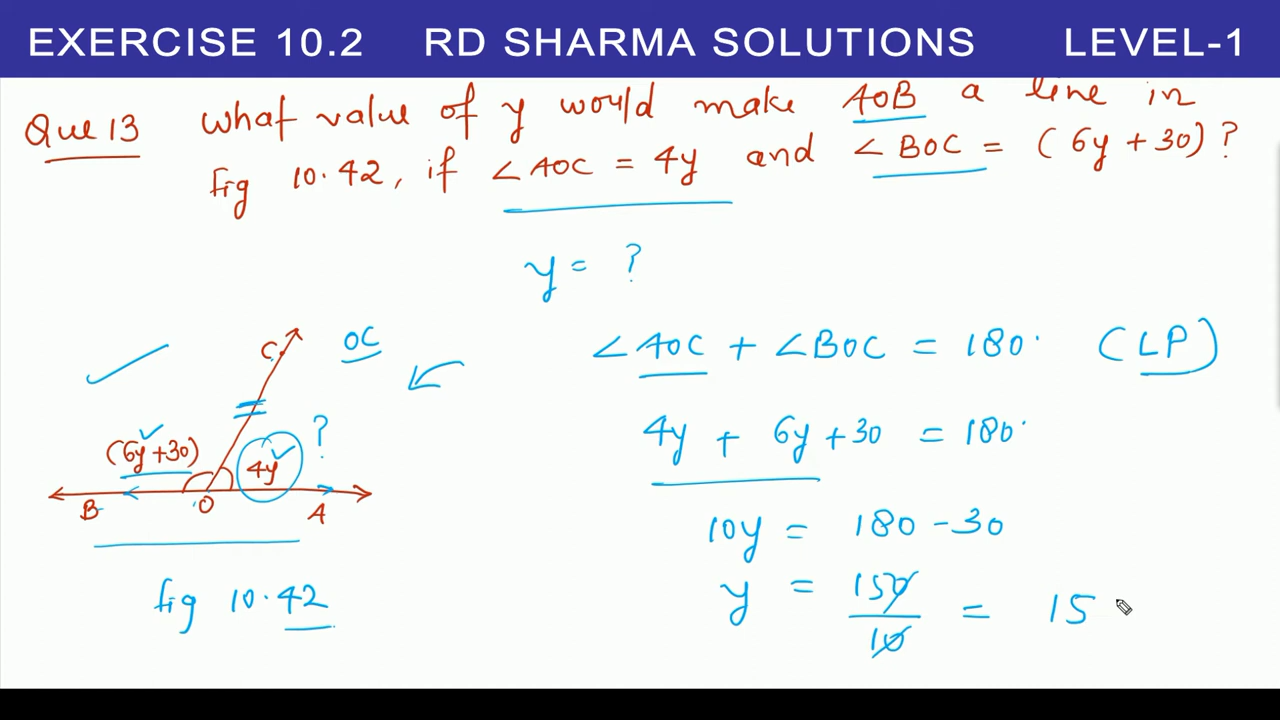 EXERCISE 10.2 RD SHARMA SOLUTIONS LEVEL-1
Que 13 what value of y would make AOB a line in
fig 10.42, if ∠AOC = 4y and ∠BOC = (6y + 30) ?
y = ?
C OC
∠AOC + ∠BOC = 180° (LP)
?
4y + 6y + 30 = 180°
(6y+30) 4y
B O A
10y = 180 - 30
fig 10.42
y = 150/10 = 15